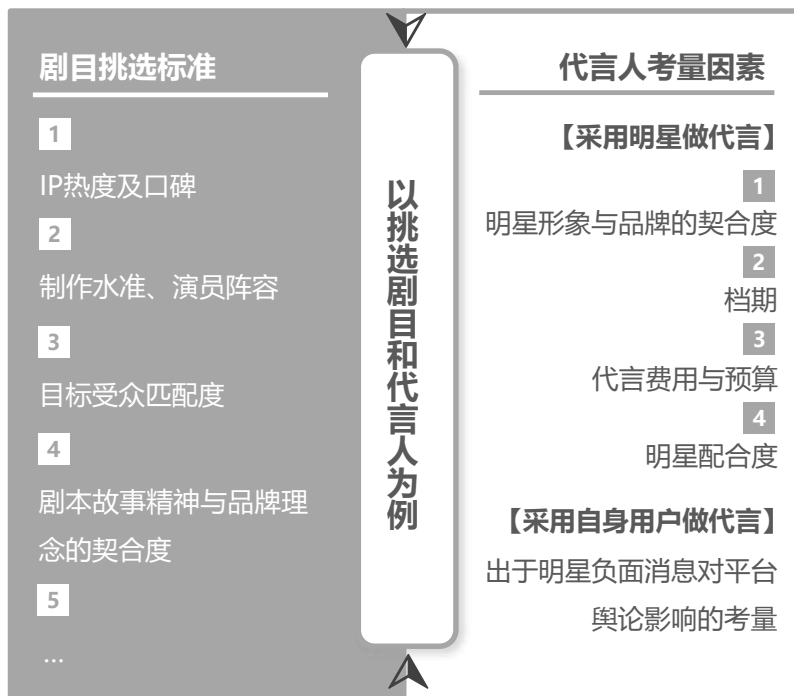 剧目挑选标准
1
IP热度及口碑
2
制作水准、演员阵容
3
目标受众匹配度
4
剧本故事精神与品牌理
念的契合度
5
...
以挑选剧目和代言人为例
代言人考量因素
【采用明星做代言】
1
明星形象与品牌的契合度
2
档期
3
代言费用与预算
4
明星配合度
【采用自身用户做代言】
出于明星负面消息对平台
舆论影响的考量